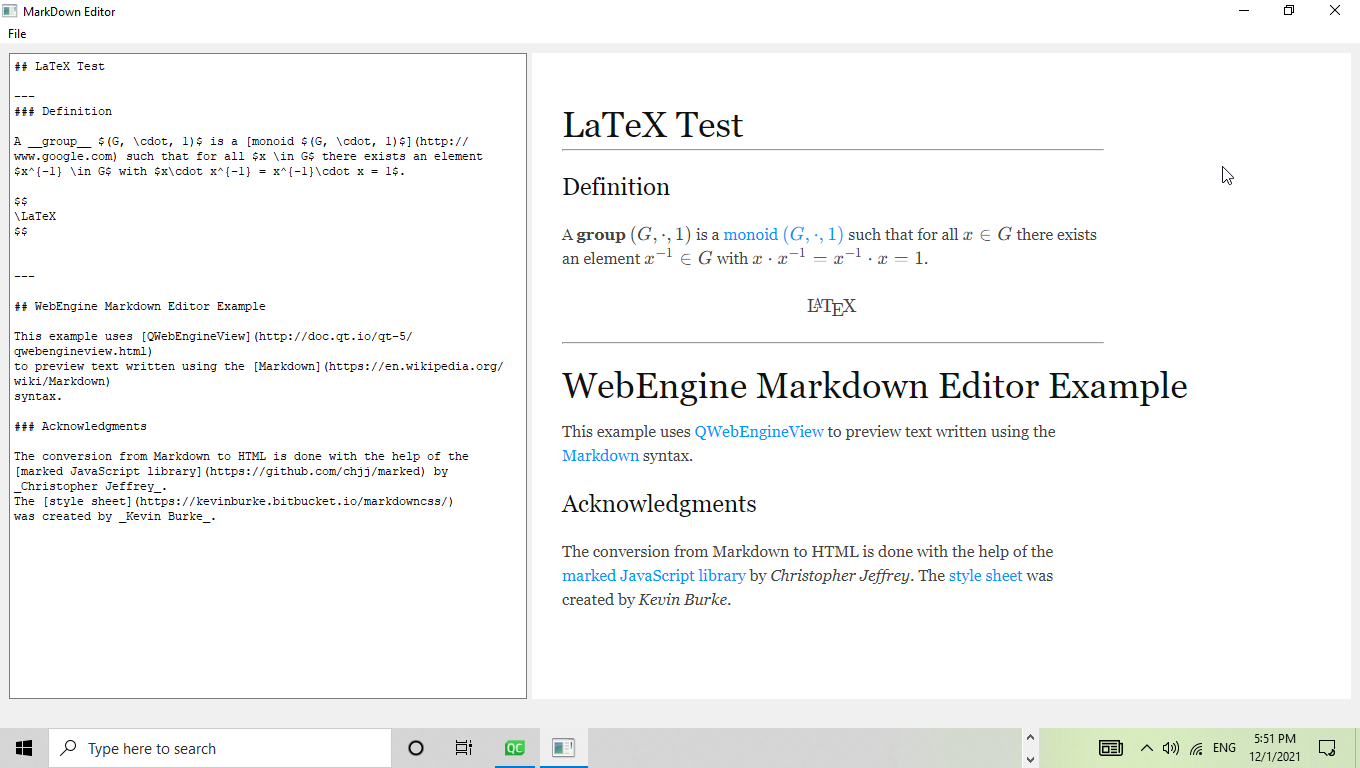 MarkDown Editor
File
## LaTeX Test
---
### Definition
A __group__ $(G, \cdot, 1)$ is a [monoid $(G, \cdot, 1)$](http://
www.google.com) such that for all $x \in G$ there exists an element
$x^{-1} \in G$ with $x\cdot x^{-1} = x^{-1}\cdot x = 1$.
$$
\LaTeX
$$
---
## WebEngine Markdown Editor Example
This example uses [QWebEngineView](http://doc.qt.io/qt-5/
qwebengineview.html)
to preview text written using the [Markdown](https://en.wikipedia.org/
wiki/Markdown)
syntax.
### Acknowledgments
The conversion from Markdown to HTML is done with the help of the
[marked JavaScript library](https://github.com/chjj/marked) by
_Christopher Jeffrey_.
The [style sheet](https://kevinburke.bitbucket.io/markdowncss/)
was created by _Kevin Burke_.
LaTeX Test
Definition
A group (G, ·, 1) is a monoid (G, ·, 1) such that for all x ∈ G there exists
an element x⁻¹ ∈ G with x · x⁻¹ = x⁻¹ · x = 1.
LATEX
WebEngine Markdown Editor Example
This example uses QWebEngineView to preview text written using the
Markdown syntax.
Acknowledgments
The conversion from Markdown to HTML is done with the help of the
marked JavaScript library by Christopher Jeffrey. The style sheet was
created by Kevin Burke.
Type here to search
QC
ENG
5:51 PM
12/1/2021